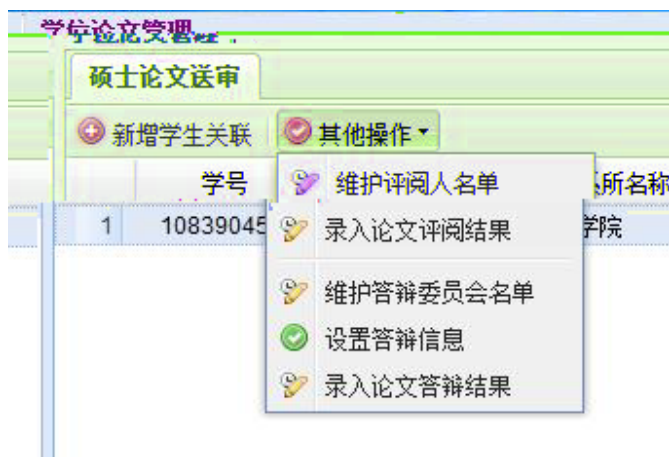 学位论文管理
硕士论文送审
新增学生关联 其他操作
学号 维护评阅人名单 所名称
1 10839045 录入论文评阅结果 学院
维护答辩委员会名单
设置答辩信息
录入论文答辩结果